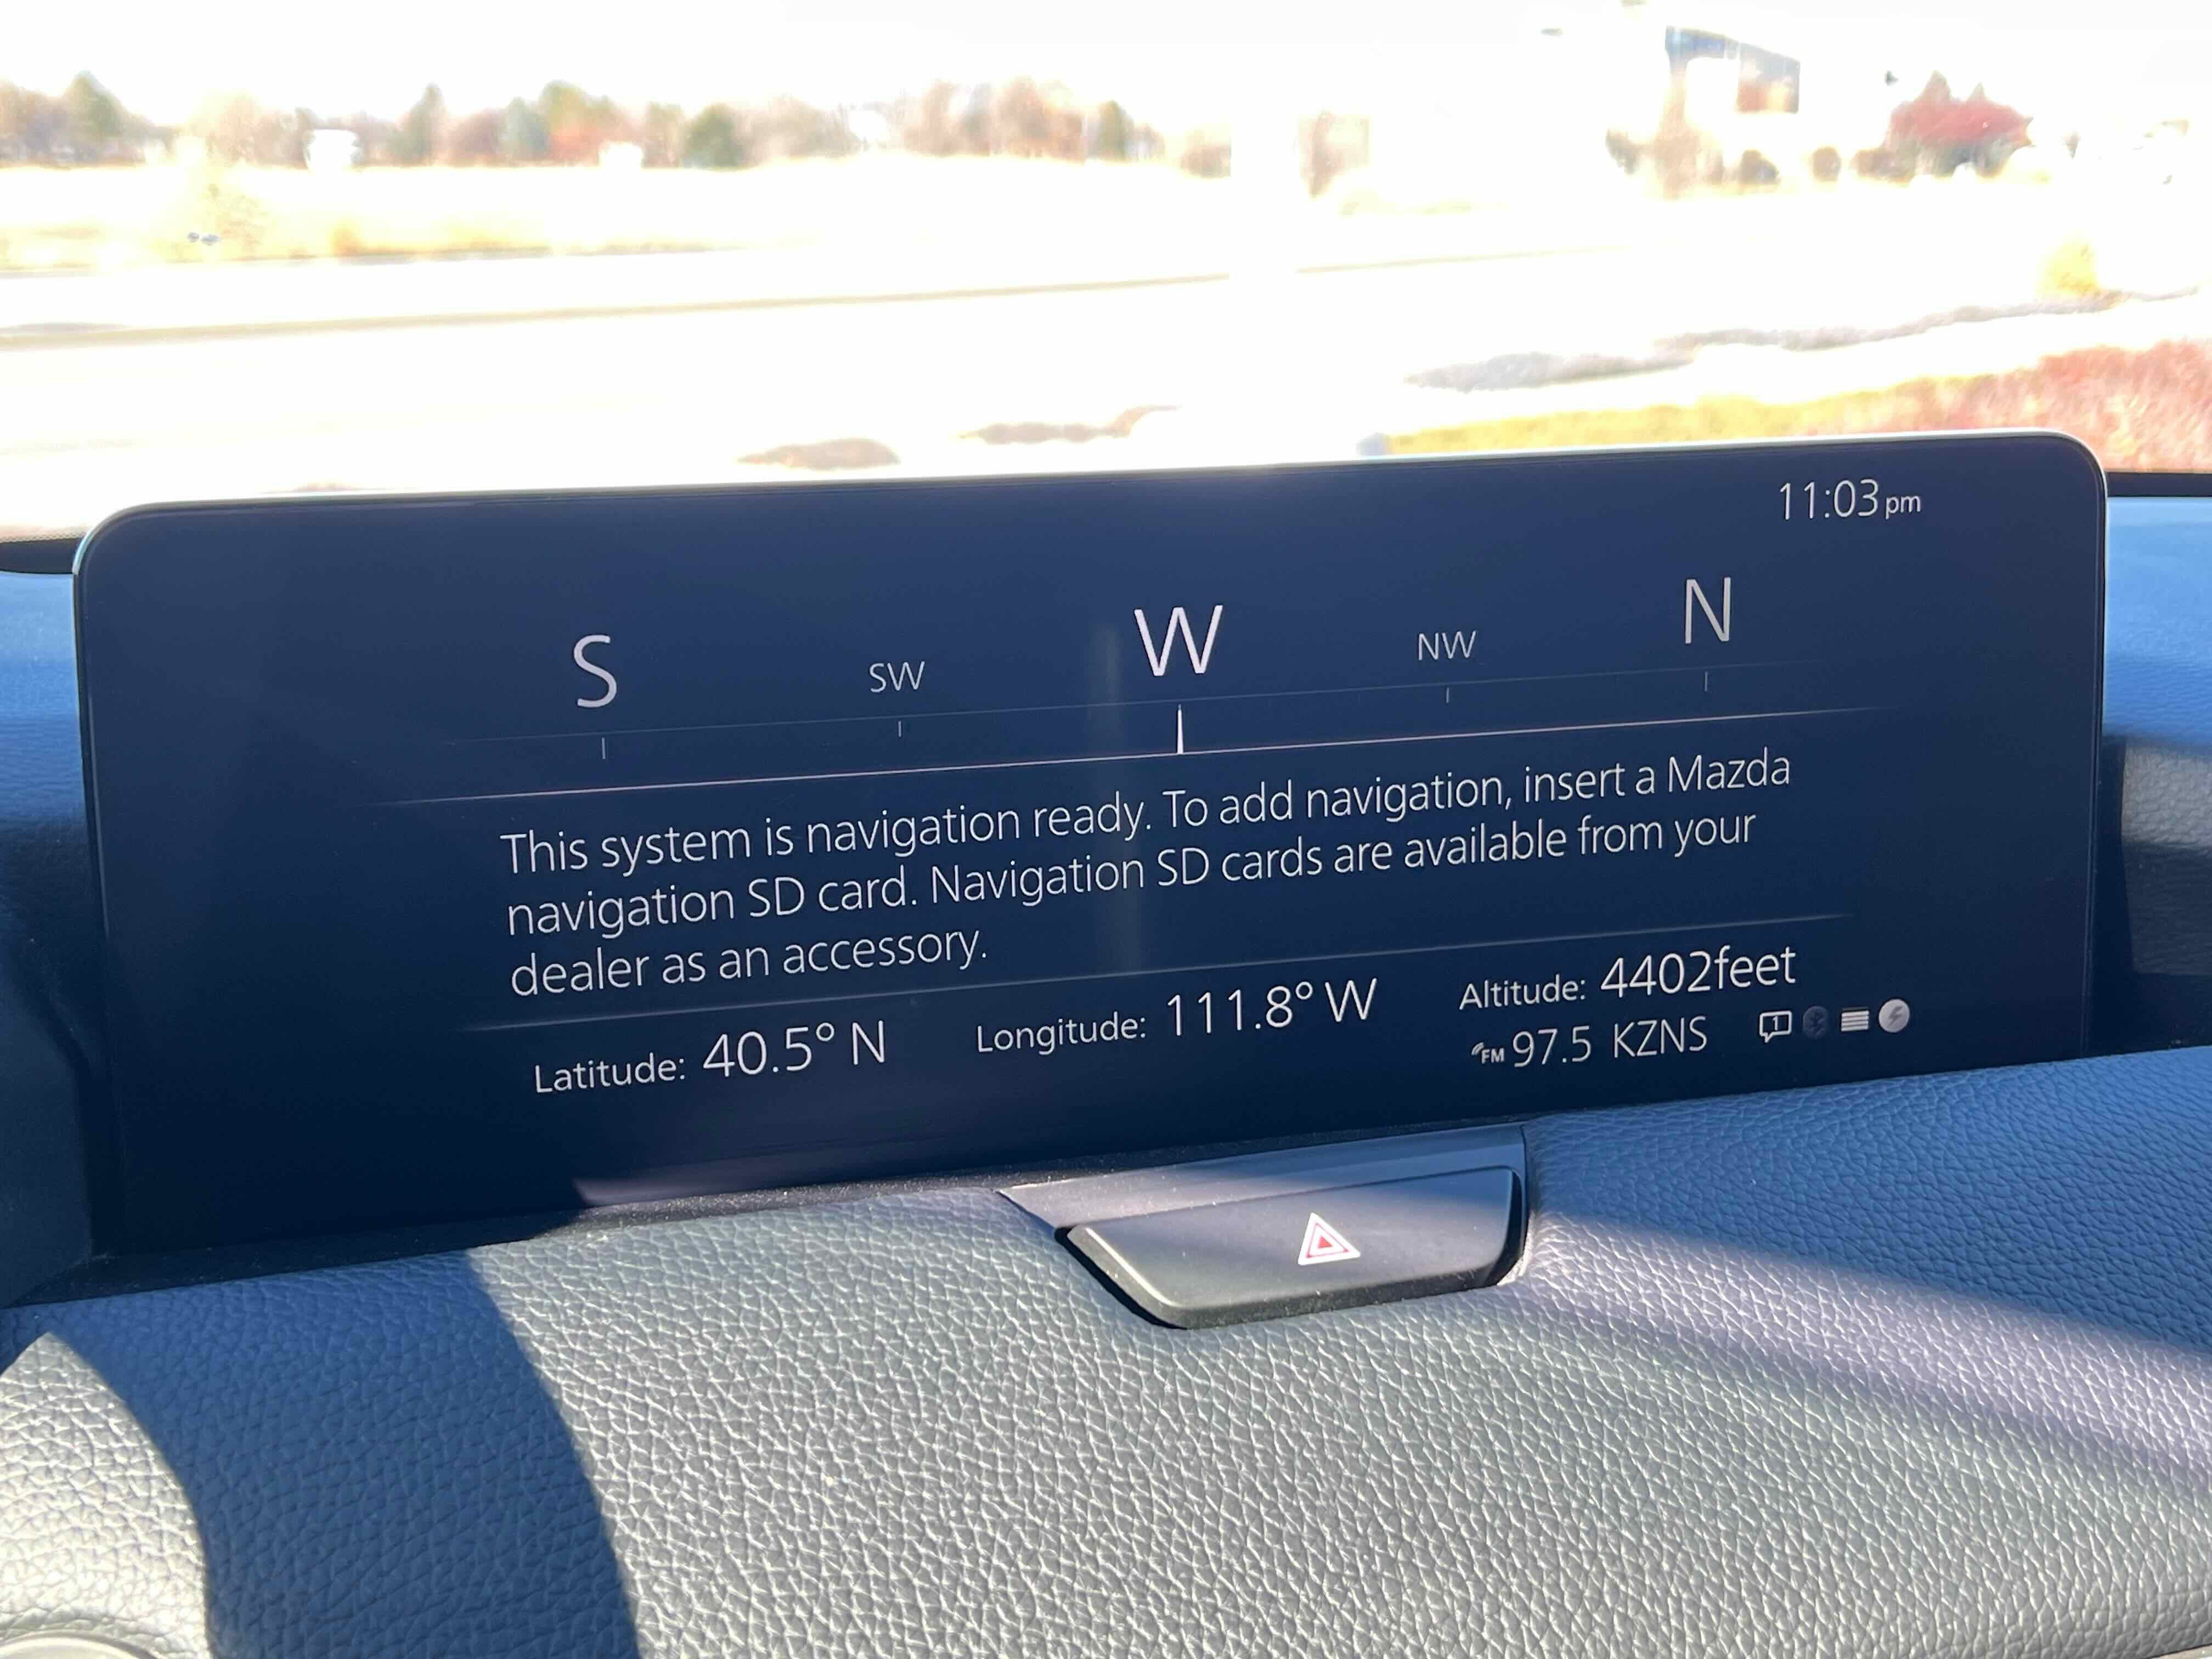 11:03 pm
S SW W NW N
This system is navigation ready. To add navigation, insert a Mazda
navigation SD card. Navigation SD cards are available from your
dealer as an accessory.
Latitude: 40.5° N Longitude: 111.8° W Altitude: 4402feet
FM 97.5 KZNS 1